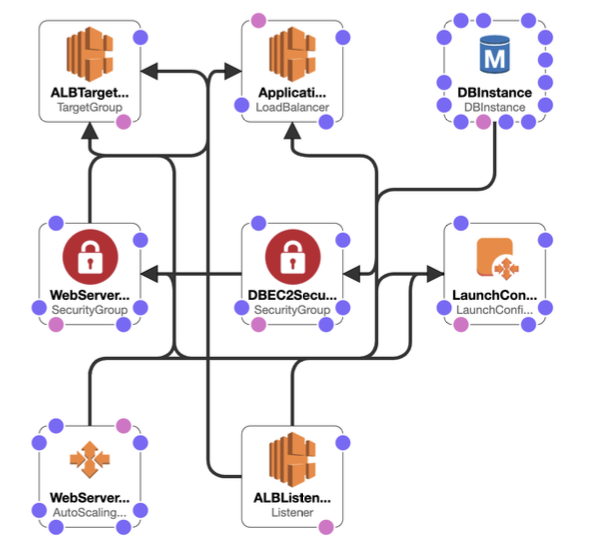 ALBTarget...
TargetGroup
Applicati...
LoadBalancer
M
DBInstance
DBInstance
WebServer...
SecurityGroup
DBEC2Secu...
SecurityGroup
LaunchCon...
LaunchConfi...
WebServer...
AutoScaling...
ALBListen...
Listener